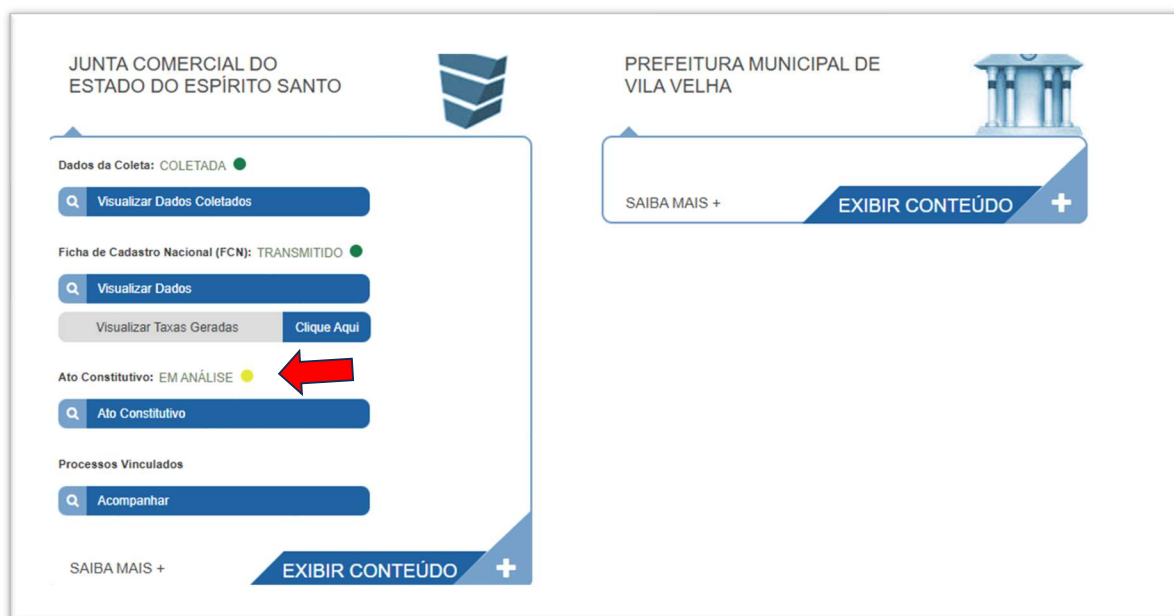 JUNTA COMERCIAL DO
ESTADO DO ESPÍRITO SANTO
Dados da Coleta: COLETADA
Visualizar Dados Coletados
Ficha de Cadastro Nacional (FCN): TRANSMITIDO
Visualizar Dados
Visualizar Taxas Geradas Clique Aqui
Ato Constitutivo: EM ANÁLISE
Ato Constitutivo
Processos Vinculados
Acompanhar
SAIBA MAIS + EXIBIR CONTEÚDO +
PREFEITURA MUNICIPAL DE
VILA VELHA
SAIBA MAIS + EXIBIR CONTEÚDO +